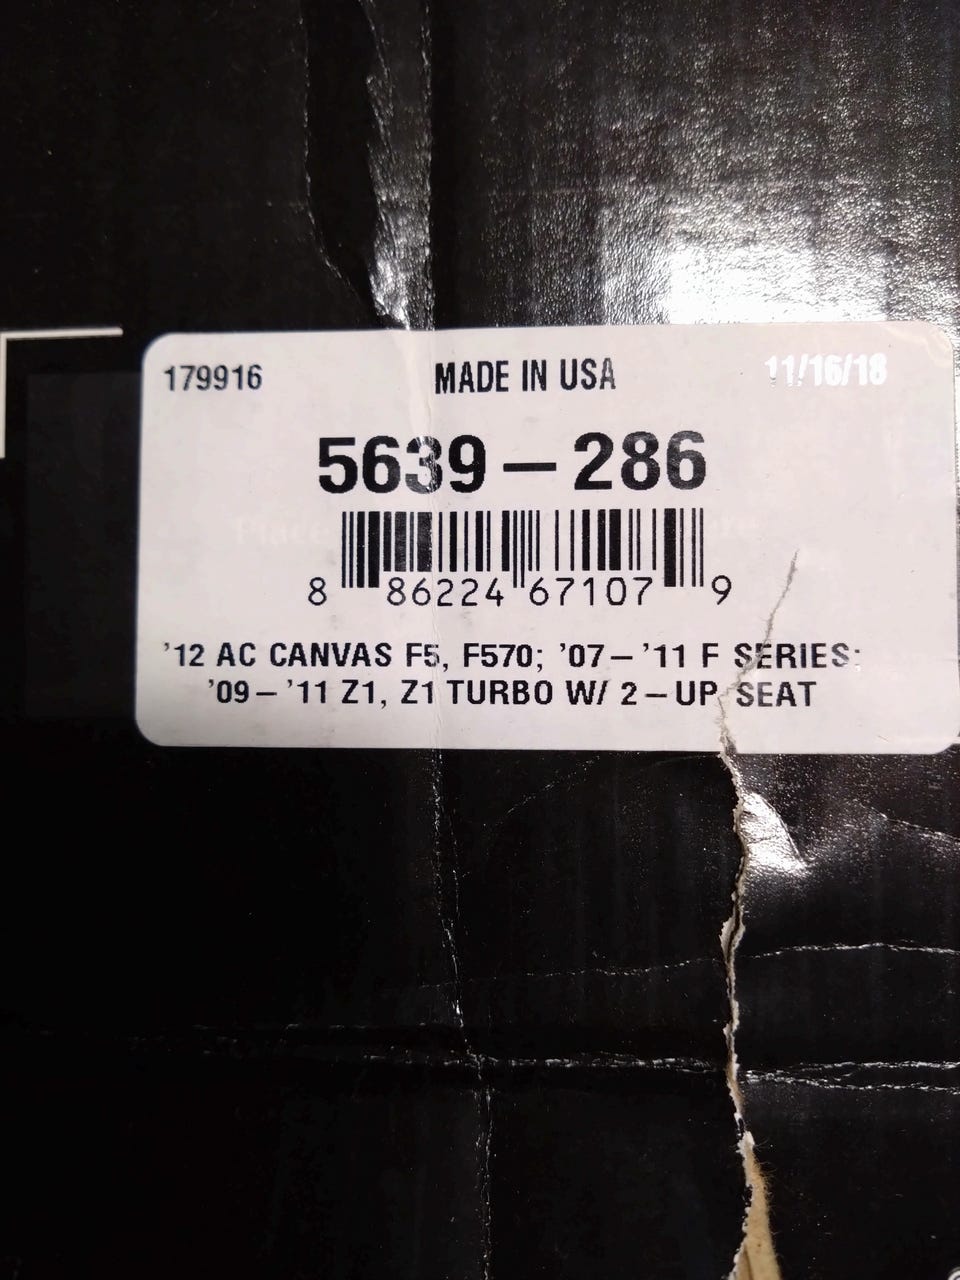 179916 MADE IN USA 11/16/18
5639-286
8 86224 67107 9
'12 AC CANVAS F5, F570; '07-'11 F SERIES;
'09-'11 Z1, Z1 TURBO W/ 2-UP SEAT